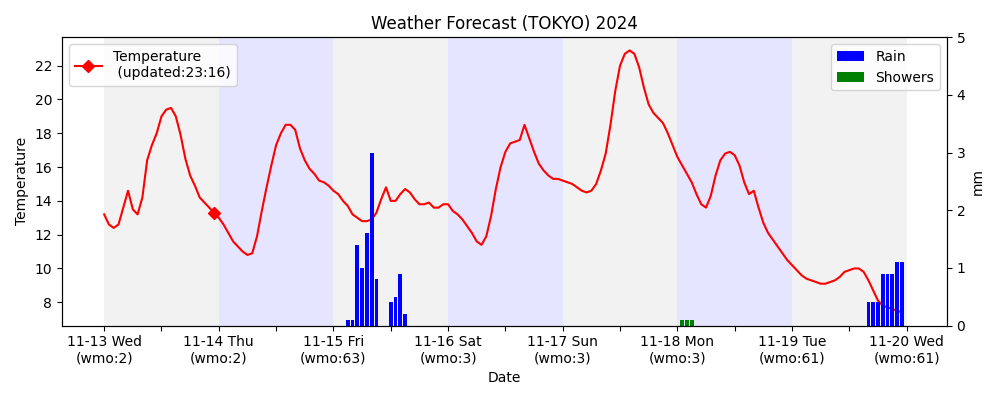 Weather Forecast (TOKYO) 2024
Temperature
(updated:23:16)
Rain
Showers
Temperature
22
20
18
16
14
12
10
8
5
4
3
2
1
0
mm
11-13 Wed
(wmo:2)
11-14 Thu
(wmo:2)
11-15 Fri
(wmo:63)
11-16 Sat
(wmo:3)
11-17 Sun
(wmo:3)
11-18 Mon
(wmo:3)
11-19 Tue
(wmo:61)
11-20 Wed
(wmo:61)
Date